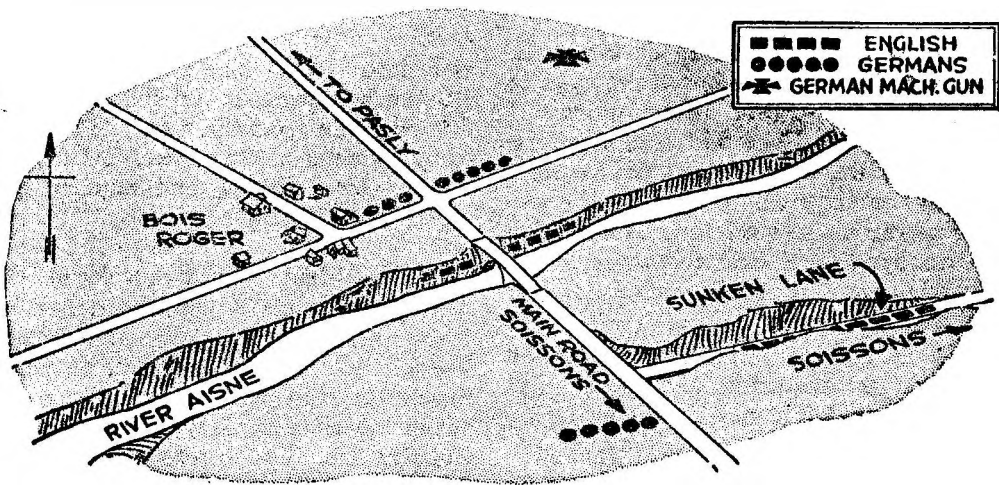 ENGLISH
GERMANS
GERMAN MACH. GUN
TO PASLY
BOIS
ROGER
SUNKEN LANE
MAIN ROAD
SOISSONS
SOISSONS
RIVER AISNE